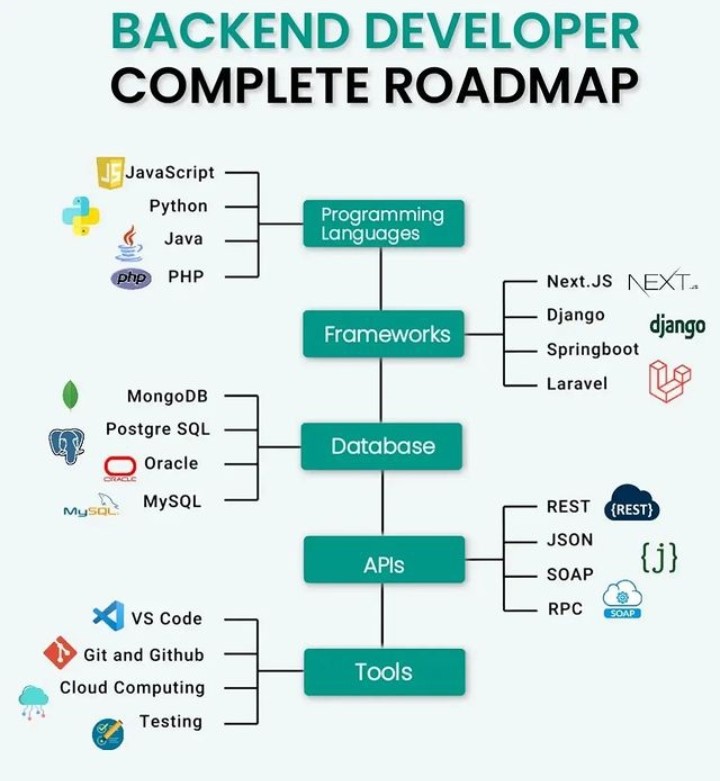 BACKEND DEVELOPER
COMPLETE ROADMAP
JS JavaScript
Python
Java
php PHP
Programming
Languages
Next.JS NEXT.JS
Django django
Springboot
Laravel
Frameworks
MongoDB
Postgre SQL
Oracle
ORACLE
MySQL
MySQL
Database
REST {REST}
JSON {j}
SOAP
RPC SOAP
APIs
VS Code
Git and Github
Cloud Computing
Testing
Tools